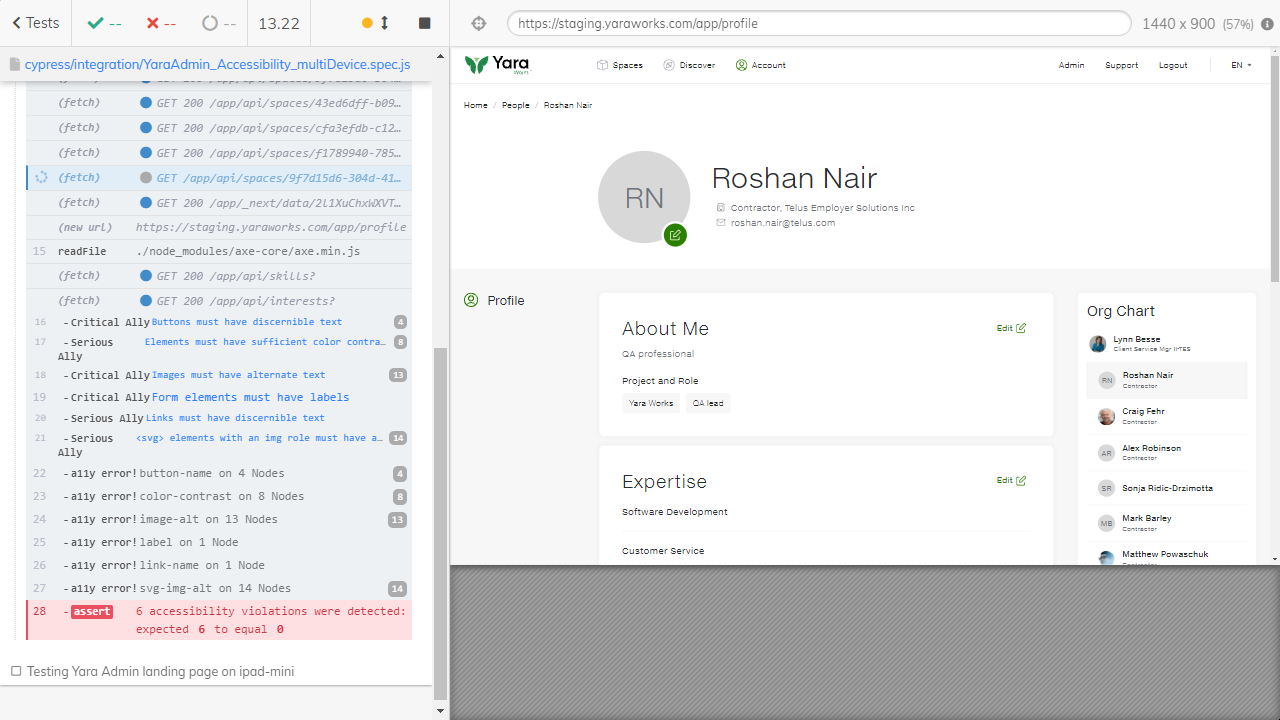 Tests
--
--
--
13.22
https://staging.yaraworks.com/app/profile
1440 x 900 (57%)
cypress/integration/YaraAdmin_Accessibility_multiDevice.spec.js
(fetch) GET 200 /app/api/spaces/43ed6dff-b09…
(fetch) GET 200 /app/api/spaces/cfa3efdb-c12…
(fetch) GET 200 /app/api/spaces/f1789940-785…
(fetch) GET /app/api/spaces/9f7d15d6-304d-41…
(fetch) GET 200 /app/_next/data/2l1XuChxWXVT…
(new url) https://staging.yaraworks.com/app/profile
15 readFile ./node_modules/axe-core/axe.min.js
(fetch) GET 200 /app/api/skills?
(fetch) GET 200 /app/api/interests?
16 -Critical Ally Buttons must have discernible text 4
17 -Serious Ally Elements must have sufficient color contra… 8
18 -Critical Ally Images must have alternate text 13
19 -Critical Ally Form elements must have labels
20 -Serious Ally Links must have discernible text
21 -Serious Ally <svg> elements with an img role must have a… 14
22 -a11y error! button-name on 4 Nodes 4
23 -a11y error! color-contrast on 8 Nodes 8
24 -a11y error! image-alt on 13 Nodes 13
25 -a11y error! label on 1 Node
26 -a11y error! link-name on 1 Node
27 -a11y error! svg-img-alt on 14 Nodes 14
28 -assert 6 accessibility violations were detected:
expected 6 to equal 0
Testing Yara Admin landing page on ipad-mini
Yara
Works
Spaces
Discover
Account
Admin
Support
Logout
EN
Home / People / Roshan Nair
RN
Roshan Nair
Contractor, Telus Employer Solutions Inc
roshan.nair@telus.com
Profile
About Me
Edit
QA professional
Project and Role
Yara Works
QA lead
Expertise
Edit
Software Development
Customer Service
Org Chart
Lynn Besse
Client Service Mgr II-TES
RN
Roshan Nair
Contractor
Craig Fehr
Contractor
AR
Alex Robinson
Contractor
SR
Sonja Ridic-Drzimotta
MB
Mark Barley
Contractor
Matthew Powaschuk